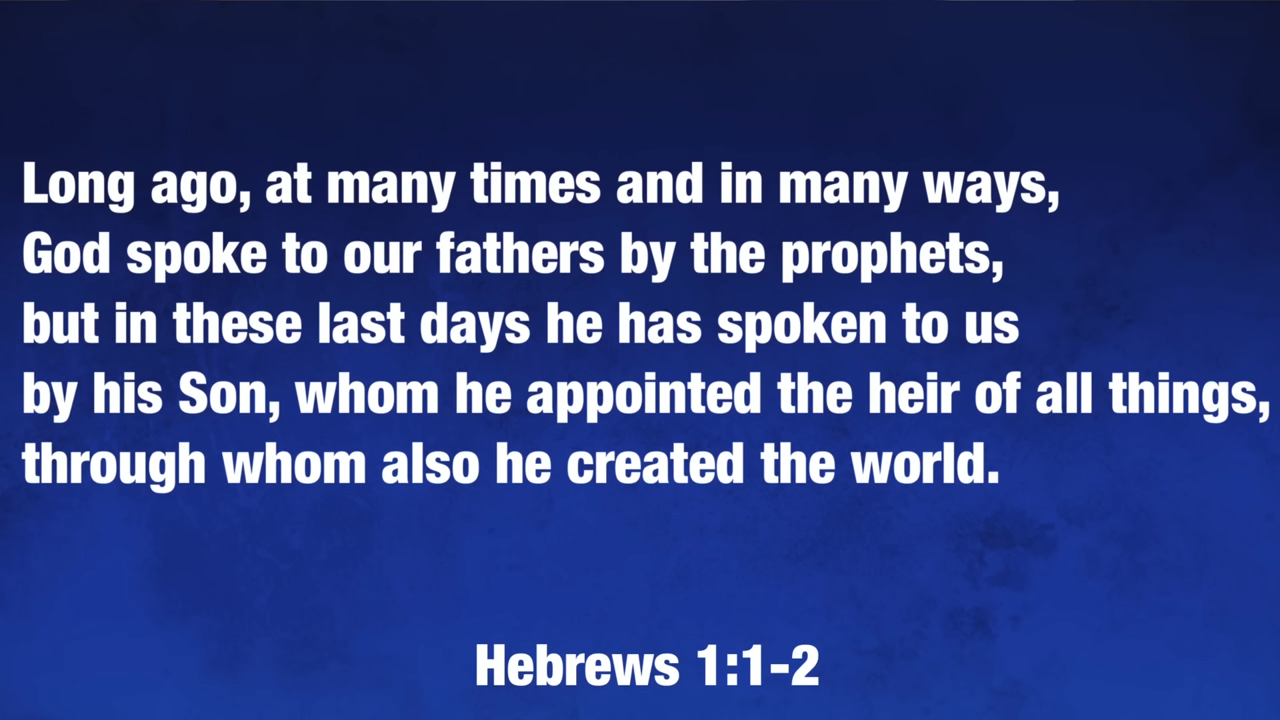 Long ago, at many times and in many ways,
God spoke to our fathers by the prophets,
but in these last days he has spoken to us
by his Son, whom he appointed the heir of all things,
through whom also he created the world.
Hebrews 1:1-2